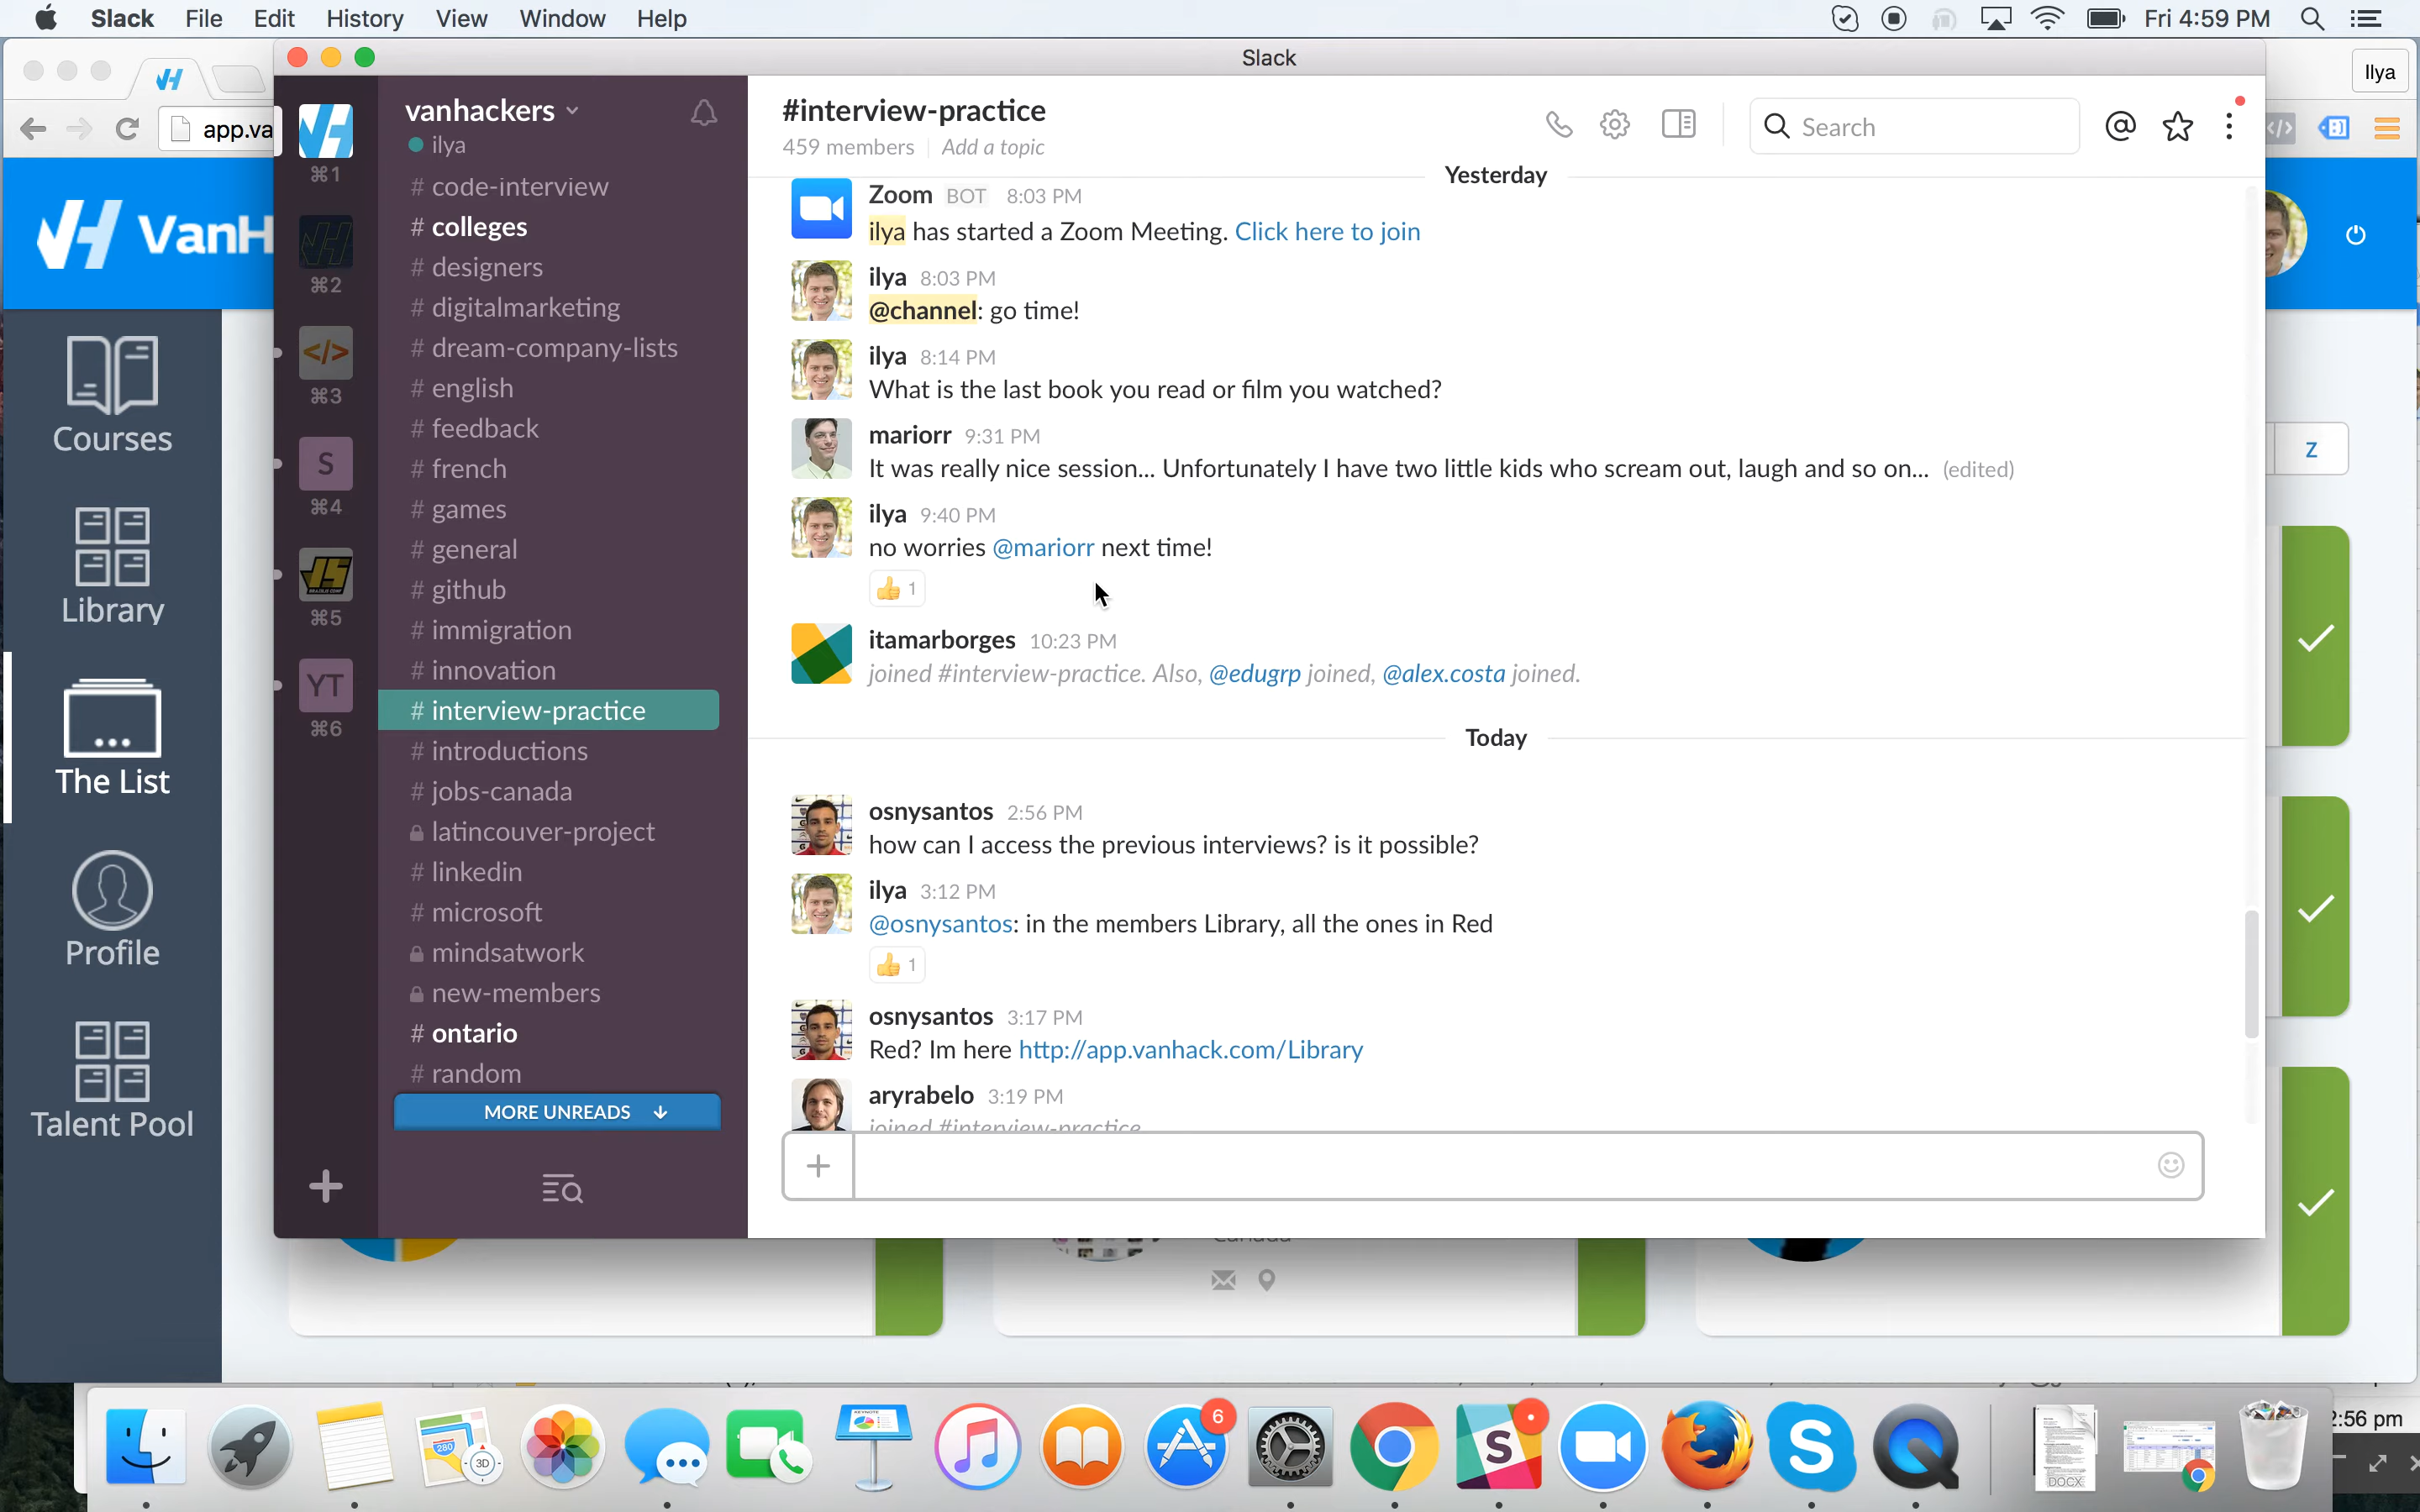 Slack File Edit History View Window Help Fri 4:59 PM
Slack
Ilya
app.va
VanH
Courses
Library
The List
Profile
Talent Pool
⌘1
⌘2
</>
⌘3
S
⌘4
JS
⌘5
YT
⌘6
vanhackers
ilya
# code-interview
# colleges
# designers
# digitalmarketing
# dream-company-lists
# english
# feedback
# french
# games
# general
# github
# immigration
# innovation
# interview-practice
# introductions
# jobs-canada
latincouver-project
# linkedin
# microsoft
mindsatwork
new-members
# ontario
# random
MORE UNREADS ↓
#interview-practice
459 members | Add a topic
Search
Yesterday
Zoom BOT 8:03 PM
ilya has started a Zoom Meeting. Click here to join
ilya 8:03 PM
@channel: go time!
ilya 8:14 PM
What is the last book you read or film you watched?
mariorr 9:31 PM
It was really nice session... Unfortunately I have two little kids who scream out, laugh and so on... (edited)
ilya 9:40 PM
no worries @mariorr next time!
👍 1
itamarborges 10:23 PM
joined #interview-practice. Also, @edugrp joined, @alex.costa joined.
Today
osnysantos 2:56 PM
how can I access the previous interviews? is it possible?
ilya 3:12 PM
@osnysantos: in the members Library, all the ones in Red
👍 1
osnysantos 3:17 PM
Red? Im here http://app.vanhack.com/Library
aryrabelo 3:19 PM
joined #interview-practice
Z
Canada
KEYNOTE
280
3D
6
S
S
DOCX
2:56 pm